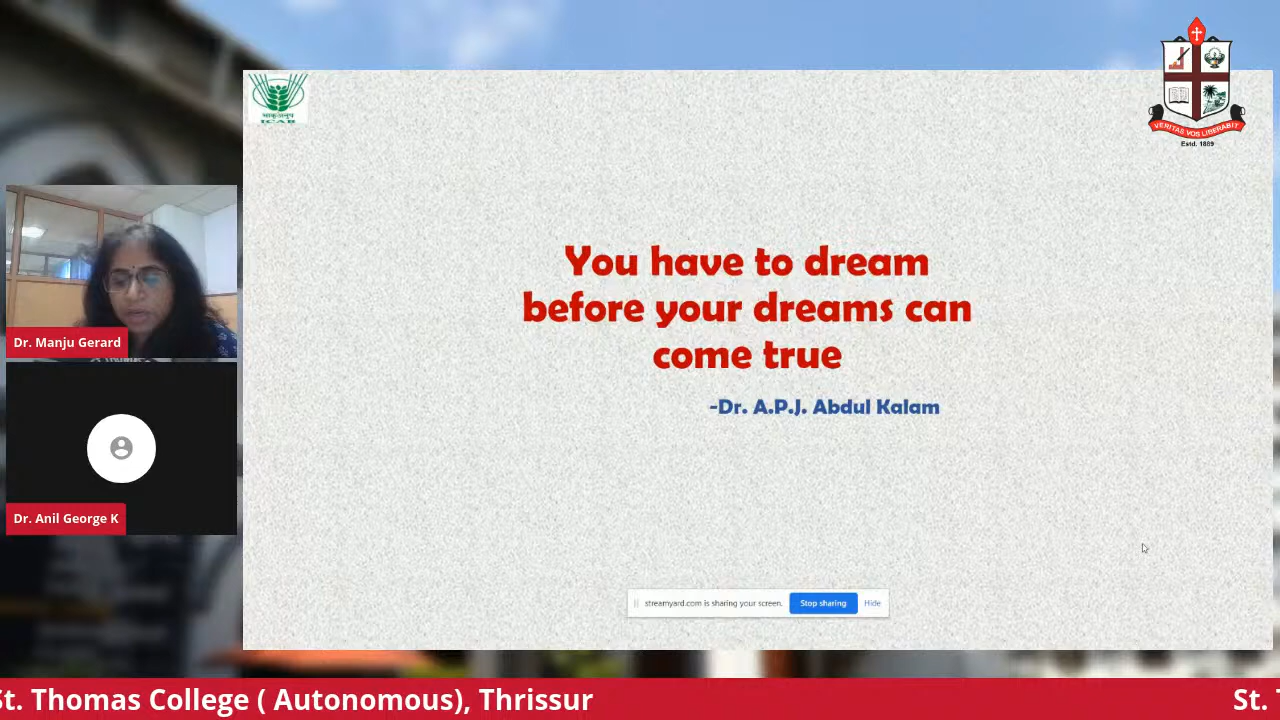 ICAR
VERITAS VOS LIBERABIT
Estd. 1889
You have to dream
before your dreams can
come true
-Dr. A.P.J. Abdul Kalam
Dr. Manju Gerard
Dr. Anil George K
streamyard.com is sharing your screen.
Stop sharing
Hide
St. Thomas College ( Autonomous), Thrissur
St.